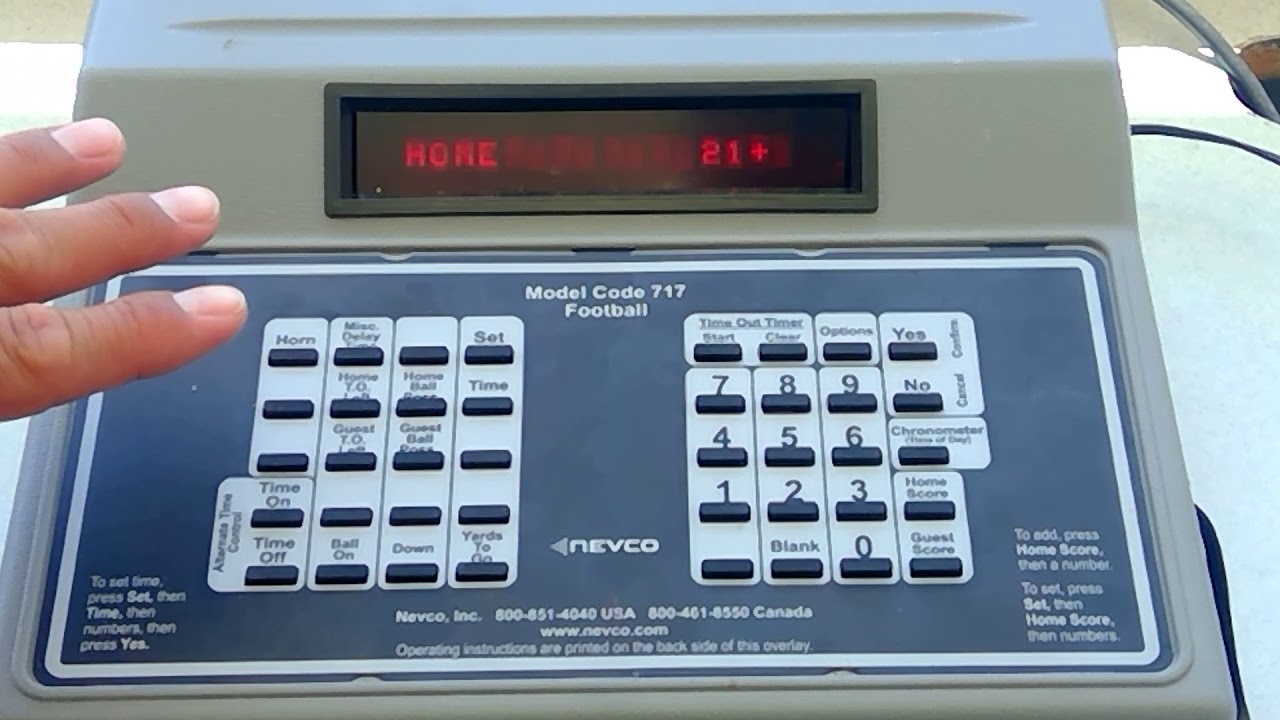 HOME 21+
Model Code 717
Football
Horn
Misc.
Delay
Set
Home
T.O.
Left
Home
Ball
Poss.
Time
Guest
T.O.
Left
Guest
Ball
Poss.
Alternate Time
Control
Time
On
Time
Off
Ball
On
Down
Yards
To
Go
Time Out Timer
Start Clear
Options
Yes
Confirm
7 8 9
No
Cancel
4 5 6
Chronometer
(Time of Day)
1 2 3
Home
Score
Blank 0
Guest
Score
NEVCO
To set time,
press Set, then
Time, then
numbers, then
press Yes.
To add, press
Home Score,
then a number.
To set, press
Set, then
Home Score,
then numbers.
Nevco, Inc. 800-851-4040 USA 800-461-8550 Canada
www.nevco.com
Operating instructions are printed on the back side of this overlay.